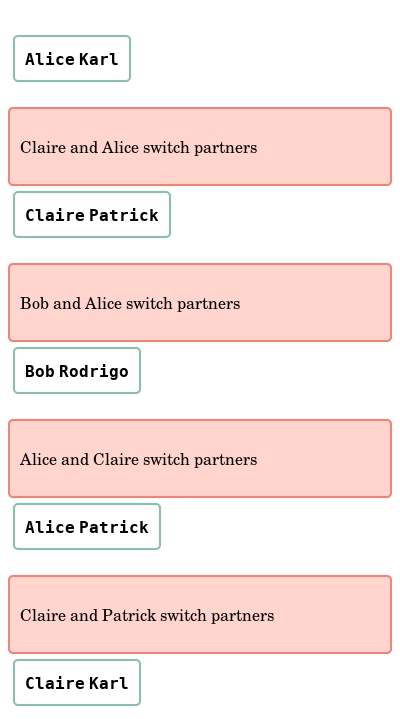 Alice Karl
Claire and Alice switch partners
Claire Patrick
Bob and Alice switch partners
Bob Rodrigo
Alice and Claire switch partners
Alice Patrick
Claire and Patrick switch partners
Claire Karl